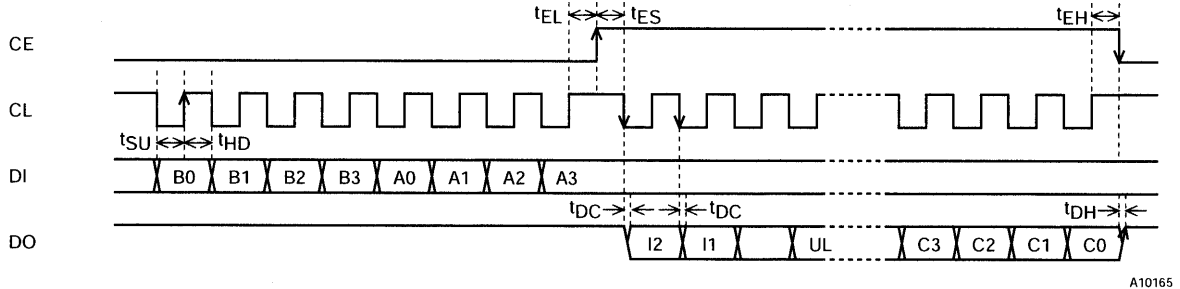 tEL tES tEH
CE
CL
tSU tHD
DI B0 B1 B2 B3 A0 A1 A2 A3
tDC tDC tDH
DO I2 I1 UL C3 C2 C1 C0
A10165